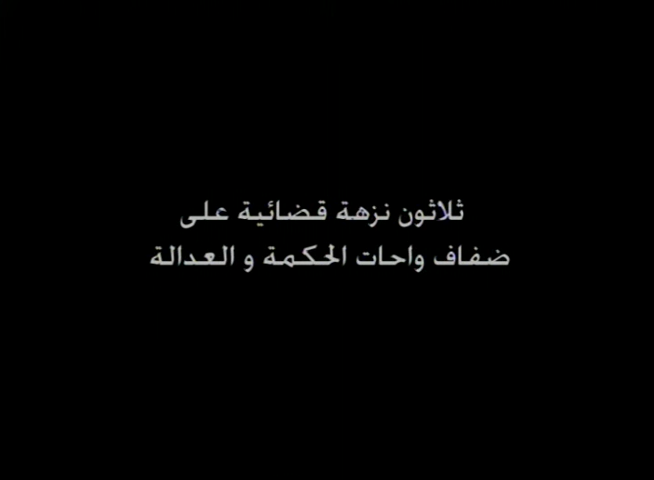 ثلاثون نزهة قضائية على
ضفاف واحات الحكمة و العدالة